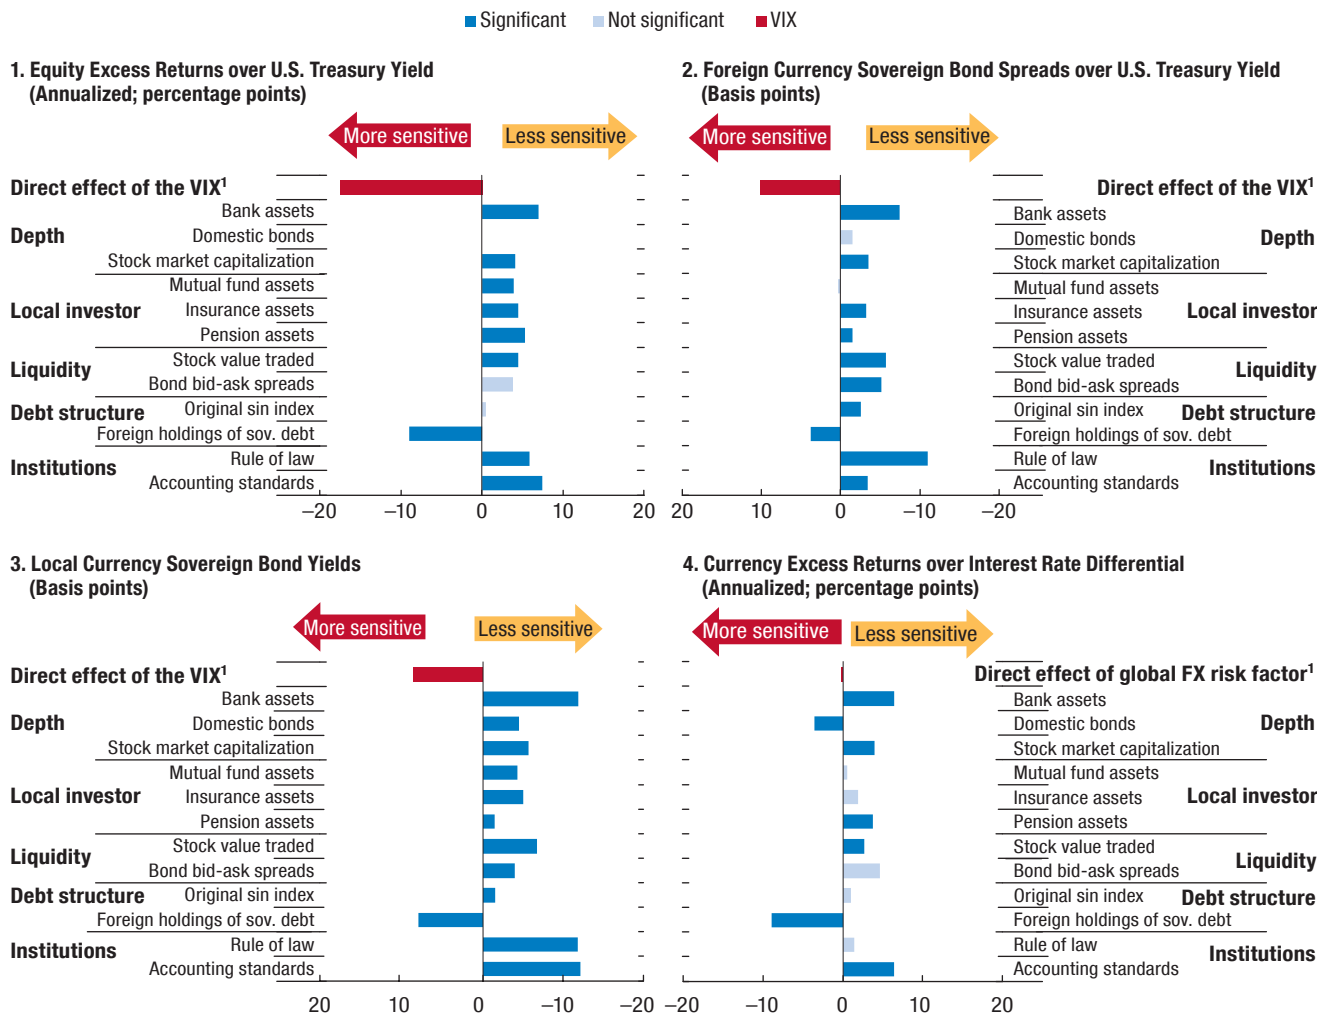 Significant Not significant VIX
1. Equity Excess Returns over U.S. Treasury Yield
(Annualized; percentage points)
More sensitive Less sensitive
Direct effect of the VIX¹
Bank assets
Depth Domestic bonds
Stock market capitalization
Mutual fund assets
Local investor Insurance assets
Pension assets
Stock value traded
Liquidity
Bond bid-ask spreads
Debt structure Original sin index
Foreign holdings of sov. debt
Rule of law
Institutions
Accounting standards
–20 –10 0 10 20
2. Foreign Currency Sovereign Bond Spreads over U.S. Treasury Yield
(Basis points)
More sensitive Less sensitive
Direct effect of the VIX¹
Bank assets
Domestic bonds Depth
Stock market capitalization
Mutual fund assets
Insurance assets Local investor
Pension assets
Stock value traded
Liquidity
Bond bid-ask spreads
Original sin index Debt structure
Foreign holdings of sov. debt
Rule of law
Institutions
Accounting standards
20 10 0 –10 –20
3. Local Currency Sovereign Bond Yields
(Basis points)
More sensitive Less sensitive
Direct effect of the VIX¹
Bank assets
Depth Domestic bonds
Stock market capitalization
Mutual fund assets
Local investor Insurance assets
Pension assets
Stock value traded
Liquidity
Bond bid-ask spreads
Debt structure Original sin index
Foreign holdings of sov. debt
Rule of law
Institutions
Accounting standards
20 10 0 –10 –20
4. Currency Excess Returns over Interest Rate Differential
(Annualized; percentage points)
More sensitive Less sensitive
Direct effect of global FX risk factor¹
Bank assets
Domestic bonds Depth
Stock market capitalization
Mutual fund assets
Insurance assets Local investor
Pension assets
Stock value traded
Liquidity
Bond bid-ask spreads
Original sin index Debt structure
Foreign holdings of sov. debt
Rule of law
Institutions
Accounting standards
–20 –10 0 10 20